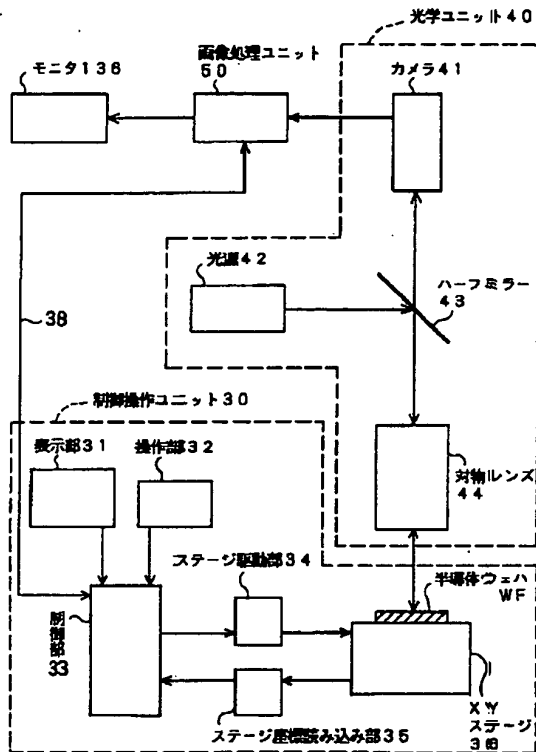 光学ユニット40
画像処理ユニット
50
モニタ136
カメラ41
光源42
ハーフミラー
43
38
制御操作ユニット30
表示部31
操作部32
対物レンズ
44
ステージ駆動部34
半導体ウェハ
WF
制御部
33
ステージ座標読み込み部35
XY
ステージ
36